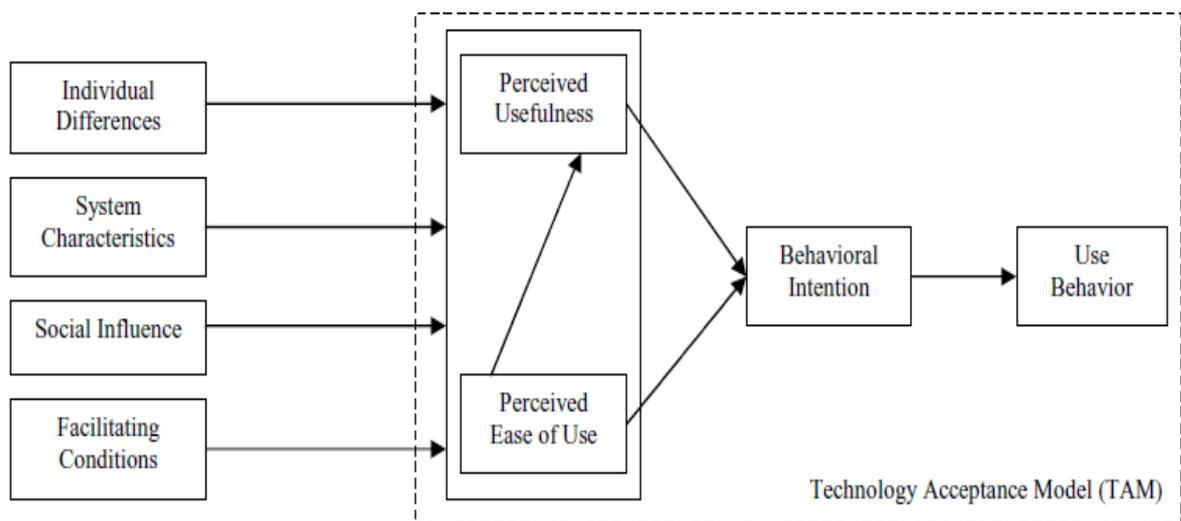 Individual
Differences
System
Characteristics
Social Influence
Facilitating
Conditions
Perceived
Usefulness
Perceived
Ease of Use
Behavioral
Intention
Use
Behavior
Technology Acceptance Model (TAM)